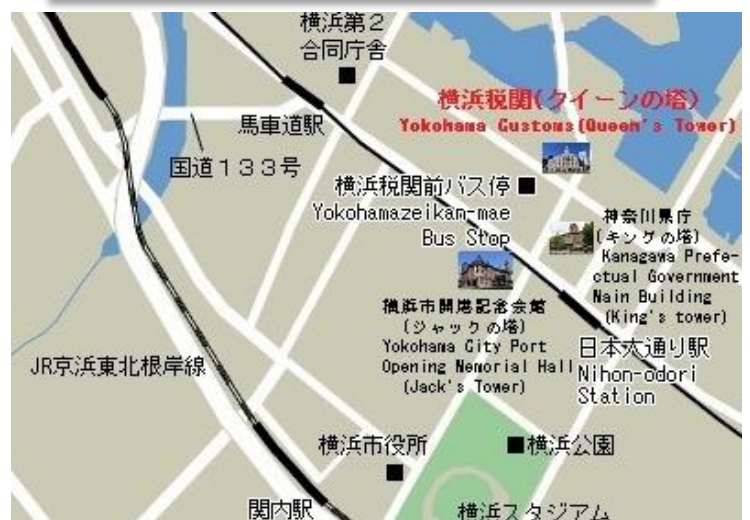 横浜第２
合同庁舎
横浜税関(クイーンの塔)
Yokohama Customs(Queen's Tower)
馬車道駅
国道１３３号
横浜税関前バス停
Yokohamazeikan-mae
Bus Stop
神奈川県庁
(キングの塔)
Kanagawa Prefe-
ctual Government
Main Building
(King's tower)
横浜市開港記念会館
(ジャックの塔)
Yokohama City Port
Opening Memorial Hall
(Jack's Tower)
日本大通り駅
Nihon-odori
Station
JR京浜東北根岸線
横浜市役所
横浜公園
関内駅
横浜スタジアム